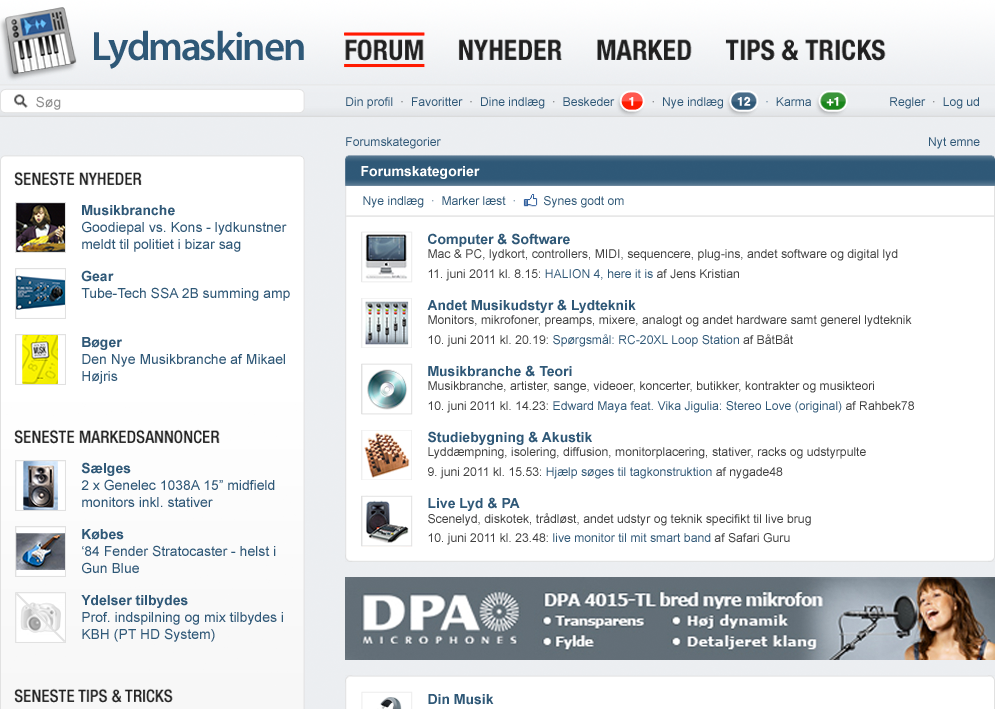 Lydmaskinen
FORUM NYHEDER MARKED TIPS & TRICKS
Søg
Din profil · Favoritter · Dine indlæg · Beskeder 1 · Nye indlæg 12 · Karma +1 Regler · Log ud
Forumskategorier Nyt emne
SENESTE NYHEDER
Musikbranche
Goodiepal vs. Kons - lydkunstner
meldt til politiet i bizar sag
Gear
Tube-Tech SSA 2B summing amp
Bøger
Den Nye Musikbranche af Mikael
Højris
SENESTE MARKEDSANNONCER
Sælges
2 x Genelec 1038A 15” midfield
monitors inkl. stativer
Købes
‘84 Fender Stratocaster - helst i
Gun Blue
Ydelser tilbydes
Prof. indspilning og mix tilbydes i
KBH (PT HD System)
SENESTE TIPS & TRICKS
Forumskategorier
Nye indlæg · Marker læst · Synes godt om
Computer & Software
Mac & PC, lydkort, controllers, MIDI, sequencere, plug-ins, andet software og digital lyd
11. juni 2011 kl. 8.15: HALION 4, here it is af Jens Kristian
Andet Musikudstyr & Lydteknik
Monitors, mikrofoner, preamps, mixere, analogt og andet hardware samt generel lydteknik
10. juni 2011 kl. 20.19: Spørgsmål: RC-20XL Loop Station af BåtBåt
Musikbranche & Teori
Musikbranche, artister, sange, videoer, koncerter, butikker, kontrakter og musikteori
10. juni 2011 kl. 14.23: Edward Maya feat. Vika Jigulia: Stereo Love (original) af Rahbek78
Studiebygning & Akustik
Lyddæmpning, isolering, diffusion, monitorplacering, stativer, racks og udstyrpulte
9. juni 2011 kl. 15.53: Hjælp søges til tagkonstruktion af nygade48
Live Lyd & PA
Scenelyd, diskotek, trådløst, andet udstyr og teknik specifikt til live brug
10. juni 2011 kl. 23.48: live monitor til mit smart band af Safari Guru
DPA
MICROPHONES
DPA 4015-TL bred nyre mikrofon
• Transparens • Høj dynamik
• Fylde • Detaljeret klang
Din Musik